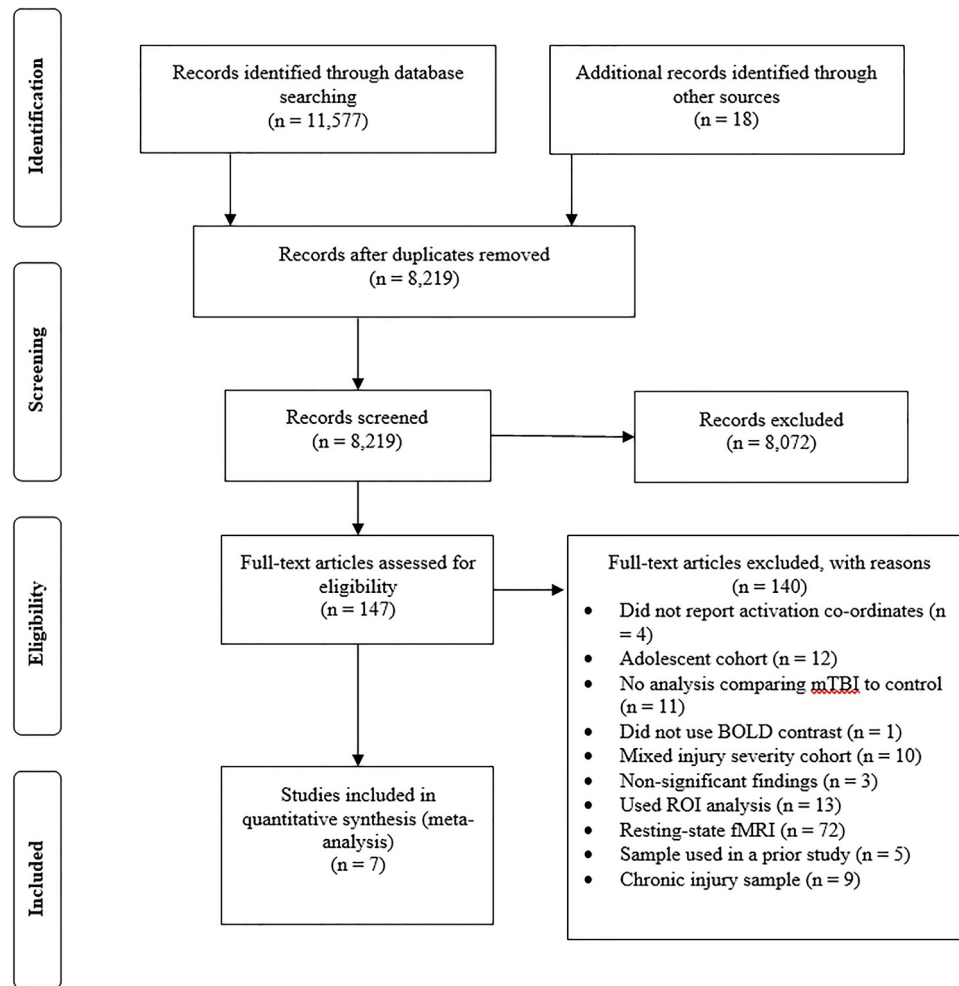 Identification
Records identified through database
searching
(n = 11,577)
Additional records identified through
other sources
(n = 18)
Records after duplicates removed
(n = 8,219)
Screening
Records screened
(n = 8,219)
Records excluded
(n = 8,072)
Eligibility
Full-text articles assessed for
eligibility
(n = 147)
Full-text articles excluded, with reasons
(n = 140)
• Did not report activation co-ordinates (n
= 4)
• Adolescent cohort (n = 12)
• No analysis comparing mTBI to control
(n = 11)
• Did not use BOLD contrast (n = 1)
• Mixed injury severity cohort (n = 10)
• Non-significant findings (n = 3)
• Used ROI analysis (n = 13)
• Resting-state fMRI (n = 72)
• Sample used in a prior study (n = 5)
• Chronic injury sample (n = 9)
Included
Studies included in
quantitative synthesis (meta-
analysis)
(n = 7)